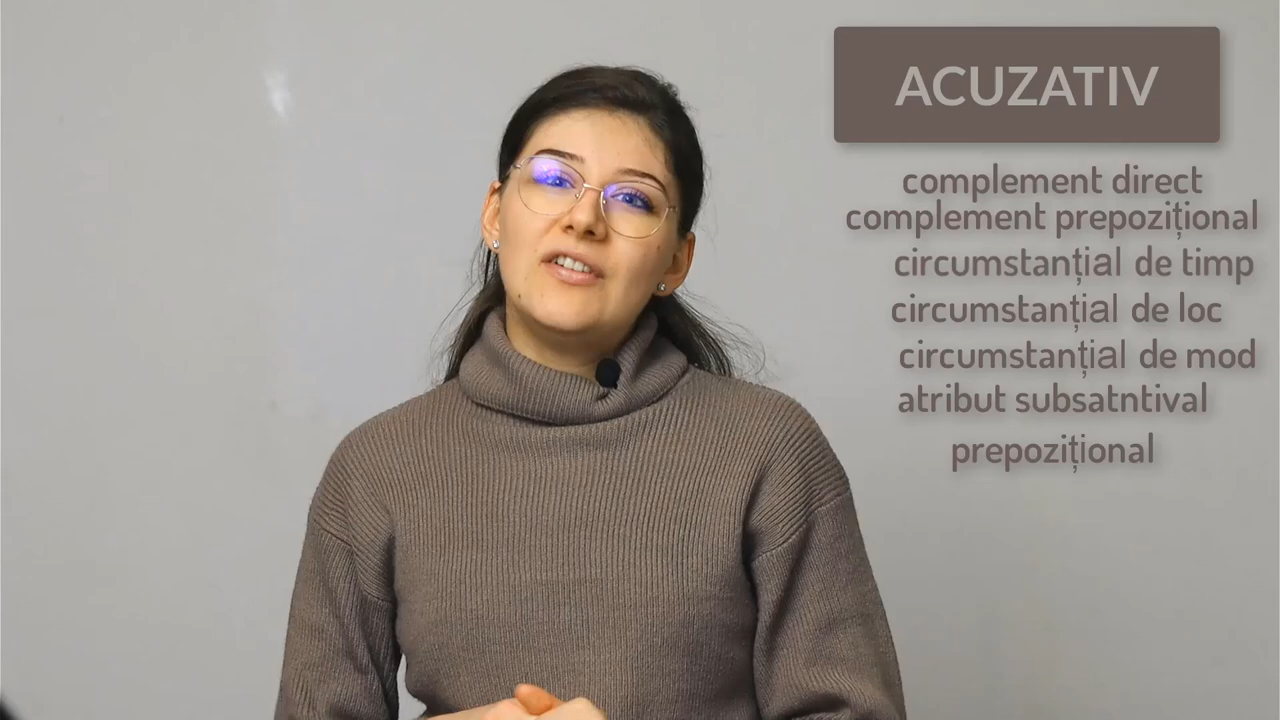 ACUZATIV
complement direct
complement prepozițional
circumstanțial de timp
circumstanțial de loc
circumstanțial de mod
atribut subsatntival
prepozițional